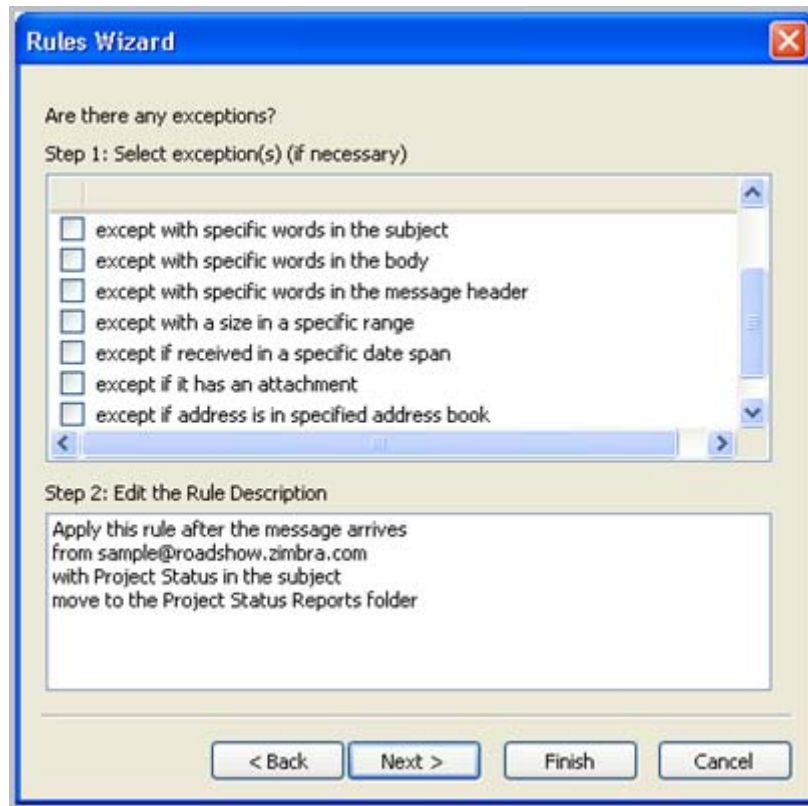 Rules Wizard
Are there any exceptions?
Step 1: Select exception(s) (if necessary)
except with specific words in the subject
except with specific words in the body
except with specific words in the message header
except with a size in a specific range
except if received in a specific date span
except if it has an attachment
except if address is in specified address book
Step 2: Edit the Rule Description
Apply this rule after the message arrives
from sample@roadshow.zimbra.com
with Project Status in the subject
move to the Project Status Reports folder
< Back Next > Finish Cancel